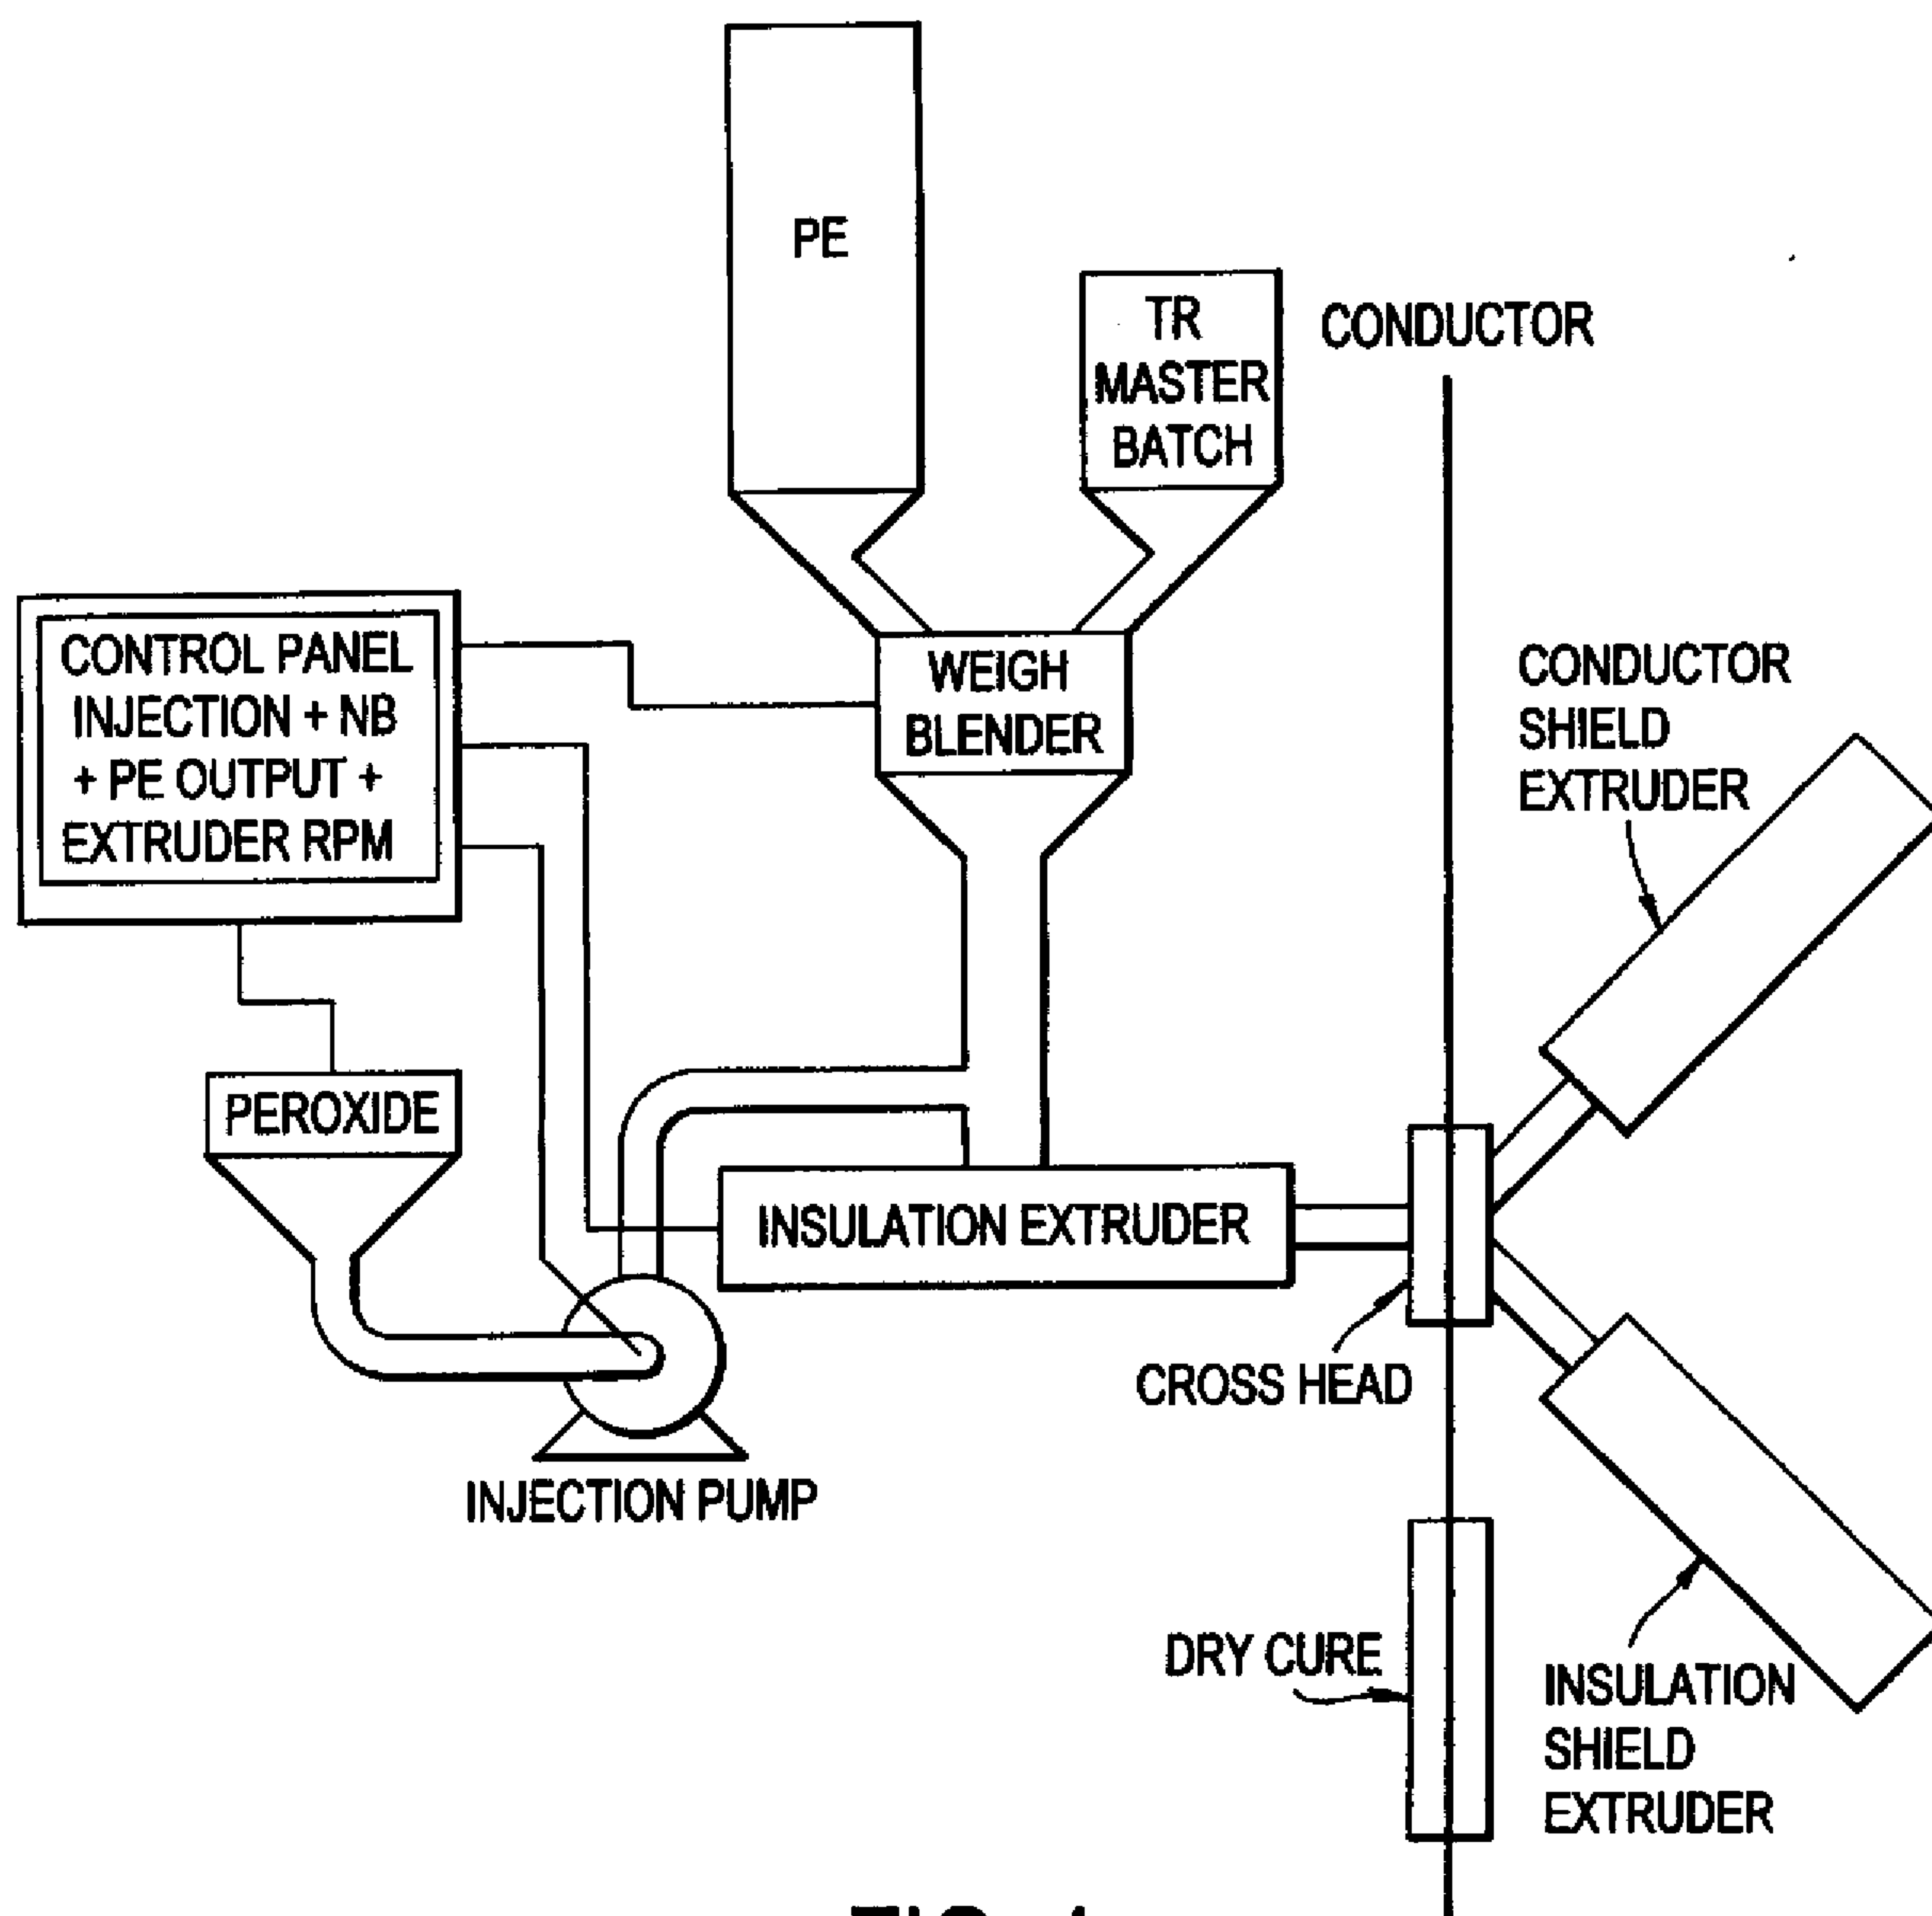 PE
TR
MASTER
BATCH
CONDUCTOR
CONTROL PANEL
INJECTION + NB
+ PE OUTPUT +
EXTRUDER RPM
WEIGH
BLENDER
CONDUCTOR
SHIELD
EXTRUDER
PEROXIDE
INSULATION EXTRUDER
CROSS HEAD
INJECTION PUMP
DRY CURE
INSULATION
SHIELD
EXTRUDER